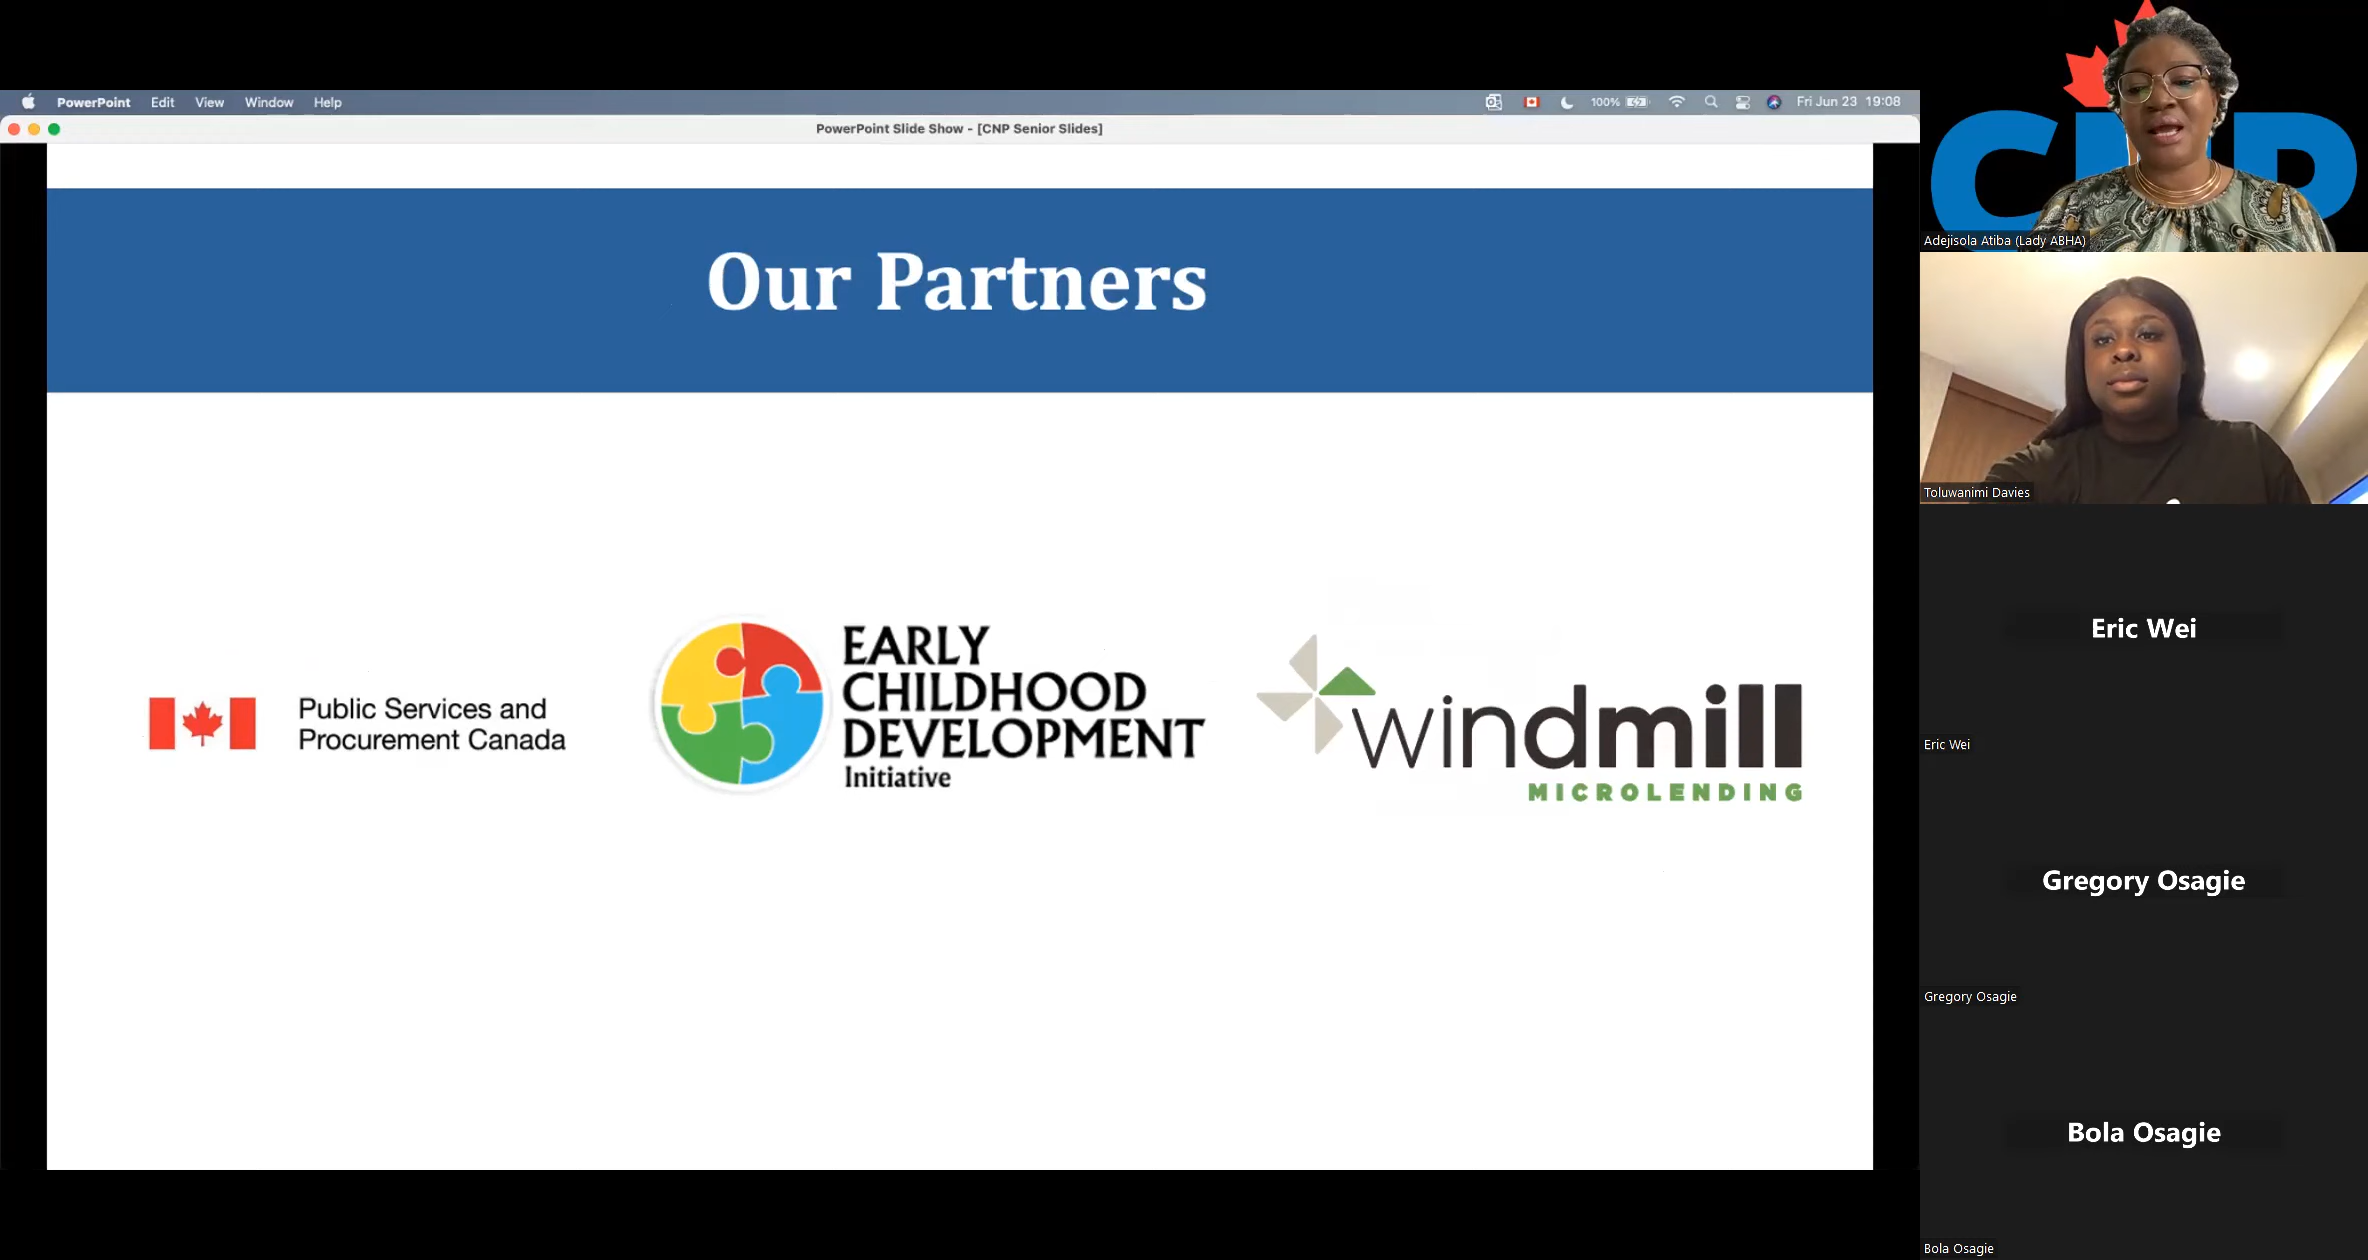 PowerPoint Edit View Window Help
100% Fri Jun 23 19:08
PowerPoint Slide Show - [CNP Senior Slides]
Our Partners
Public Services and
Procurement Canada
EARLY
CHILDHOOD
DEVELOPMENT
Initiative
windmill
MICROLENDING
CNP
Adejisola Atiba (Lady ABHA)
Toluwanimi Davies
Eric Wei
Eric Wei
Gregory Osagie
Gregory Osagie
Bola Osagie
Bola Osagie